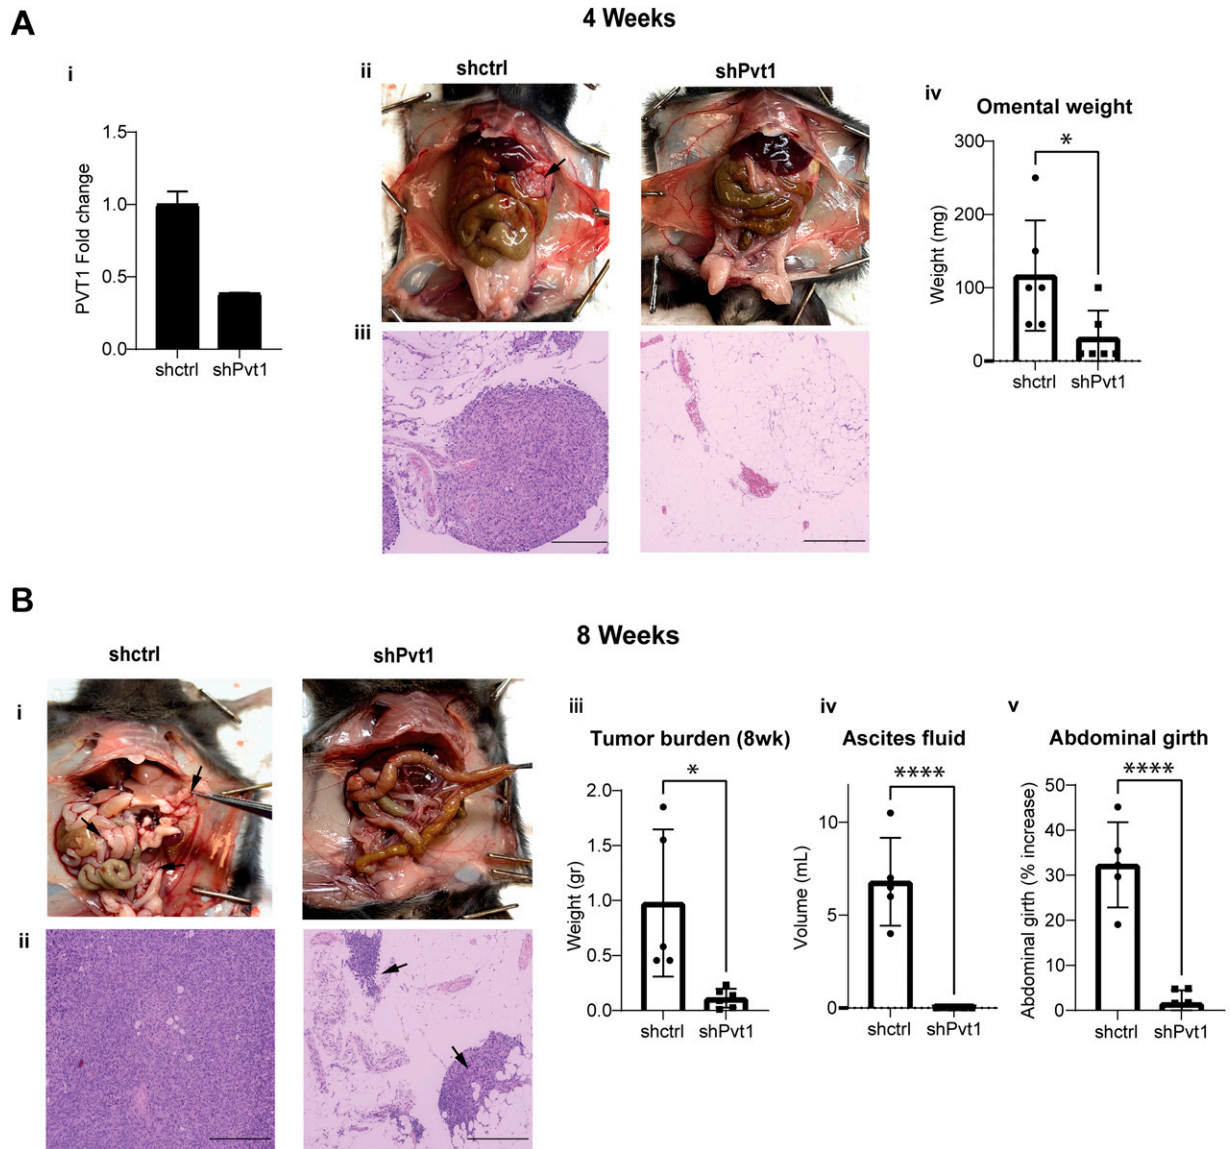 A
4 Weeks
i
PVT1 Fold change
1.5
1.0
0.5
0.0
shctrl shPvt1
ii
shctrl
shPvt1
iii
iv
Omental weight
*
Weight (mg)
300
200
100
0
shctrl shPvt1
B
8 Weeks
shctrl
shPvt1
i
ii
iii
Tumor burden (8wk)
*
Weight (gr)
2.0
1.5
1.0
0.5
0.0
shctrl shPvt1
iv
Ascites fluid
****
Volume (mL)
10
5
0
shctrl shPvt1
v
Abdominal girth
****
Abdominal girth (% increase)
50
40
30
20
10
0
shctrl shPvt1